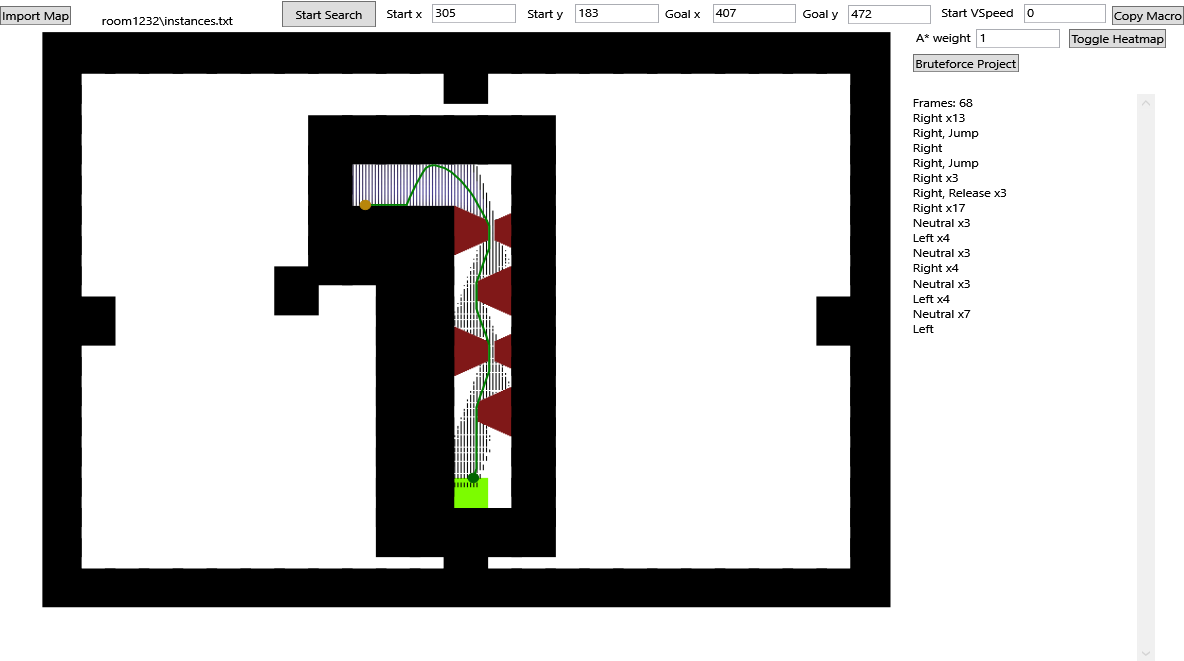 Import Map
room1232\instances.txt
Start Search
Start x 305
Start y 183
Goal x 407
Goal y 472
Start VSpeed 0
Copy Macro
A* weight 1
Toggle Heatmap
Bruteforce Project
Frames: 68
Right x13
Right, Jump
Right
Right, Jump
Right x3
Right, Release x3
Right x17
Neutral x3
Left x4
Neutral x3
Right x4
Neutral x3
Left x4
Neutral x7
Left